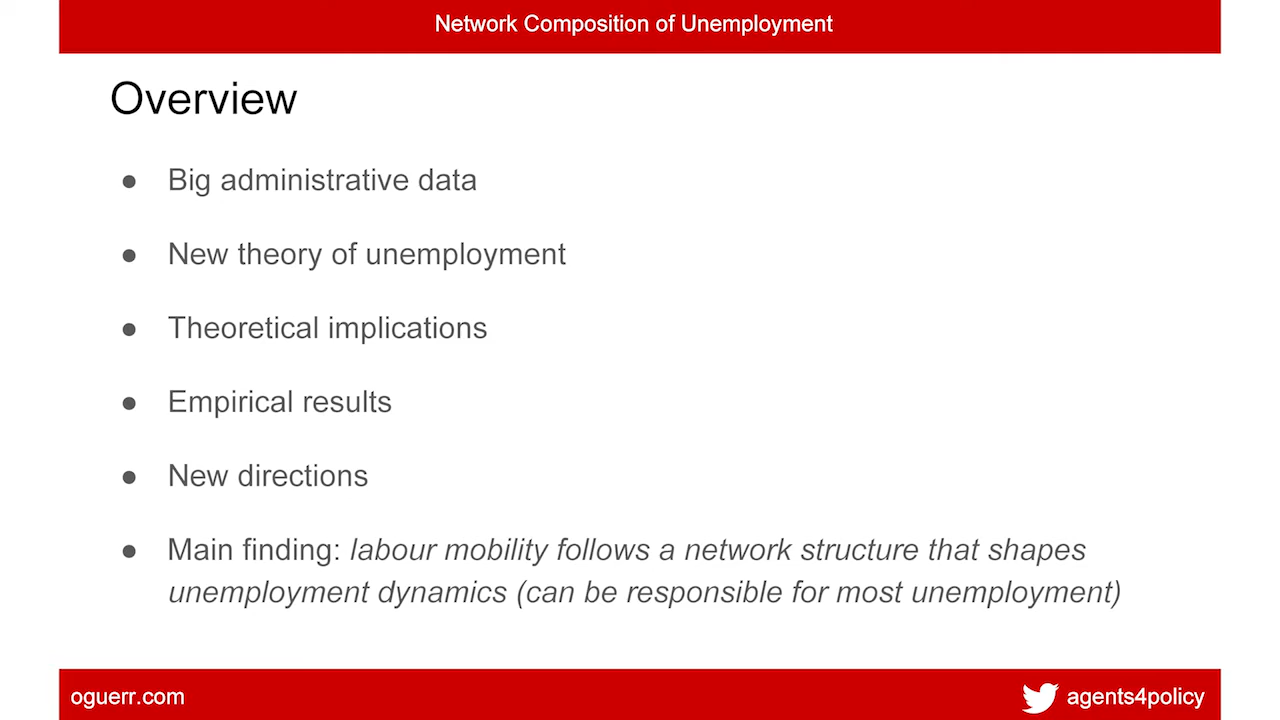 Network Composition of Unemployment
Overview
● Big administrative data
● New theory of unemployment
● Theoretical implications
● Empirical results
● New directions
● Main finding: labour mobility follows a network structure that shapes
unemployment dynamics (can be responsible for most unemployment)
oguerr.com
agents4policy